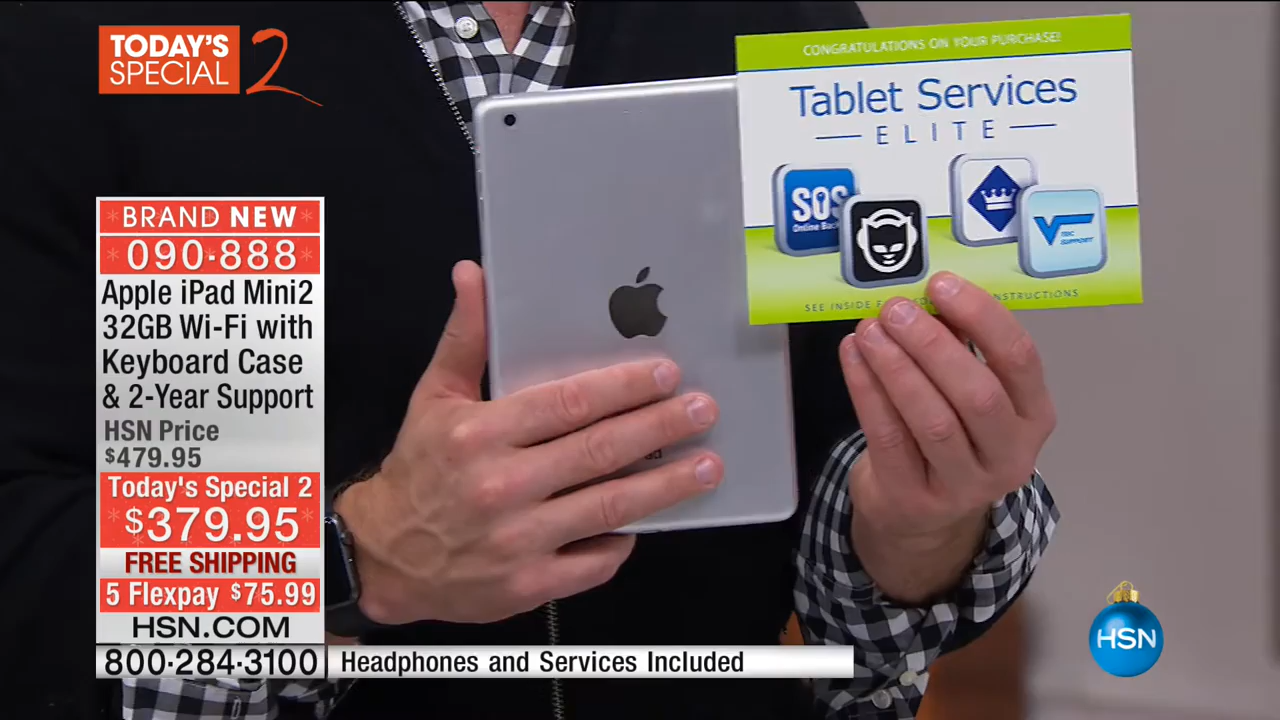 TODAY'S
SPECIAL 2
BRAND NEW
090-888
Apple iPad Mini2
32GB Wi-Fi with
Keyboard Case
& 2-Year Support
HSN Price
$479.95
Today's Special 2
$379.95
FREE SHIPPING
5 Flexpay $75.99
HSN.COM
800-284-3100
Headphones and Services Included
CONGRATULATIONS ON YOUR PURCHASE!
Tablet Services
ELITE
SOS
Online
SUPPORT
SEE INSIDE
INSTRUCTIONS
HSN